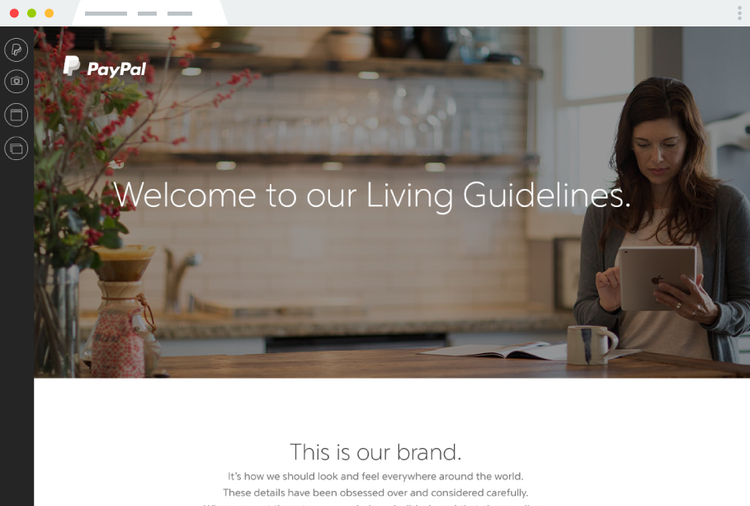 PayPal
Welcome to our Living Guidelines.
This is our brand.
It's how we should look and feel everywhere around the world.
These details have been obsessed over and considered carefully.